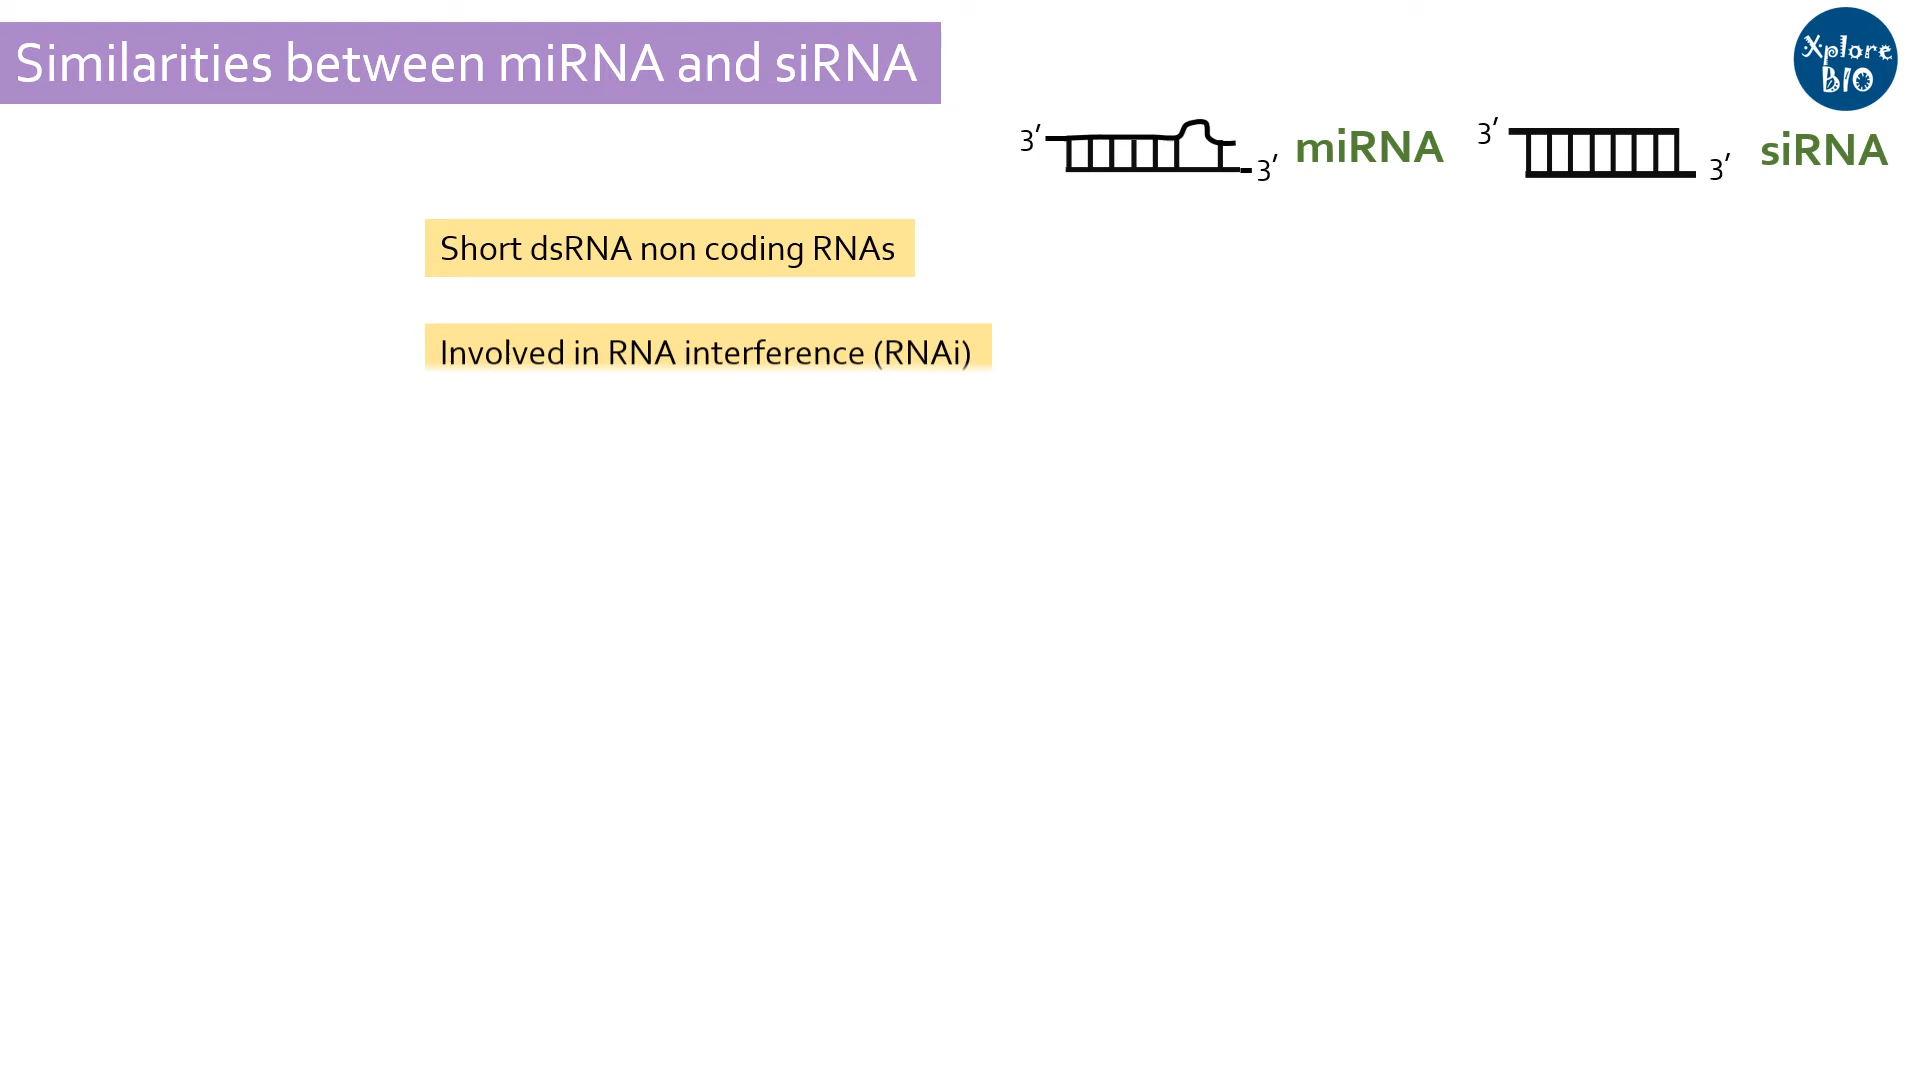 Similarities between miRNA and siRNA
Xplore
BIO
3′
3′
miRNA
3′
3′
siRNA
Short dsRNA non coding RNAs
Involved in RNA interference (RNAi)